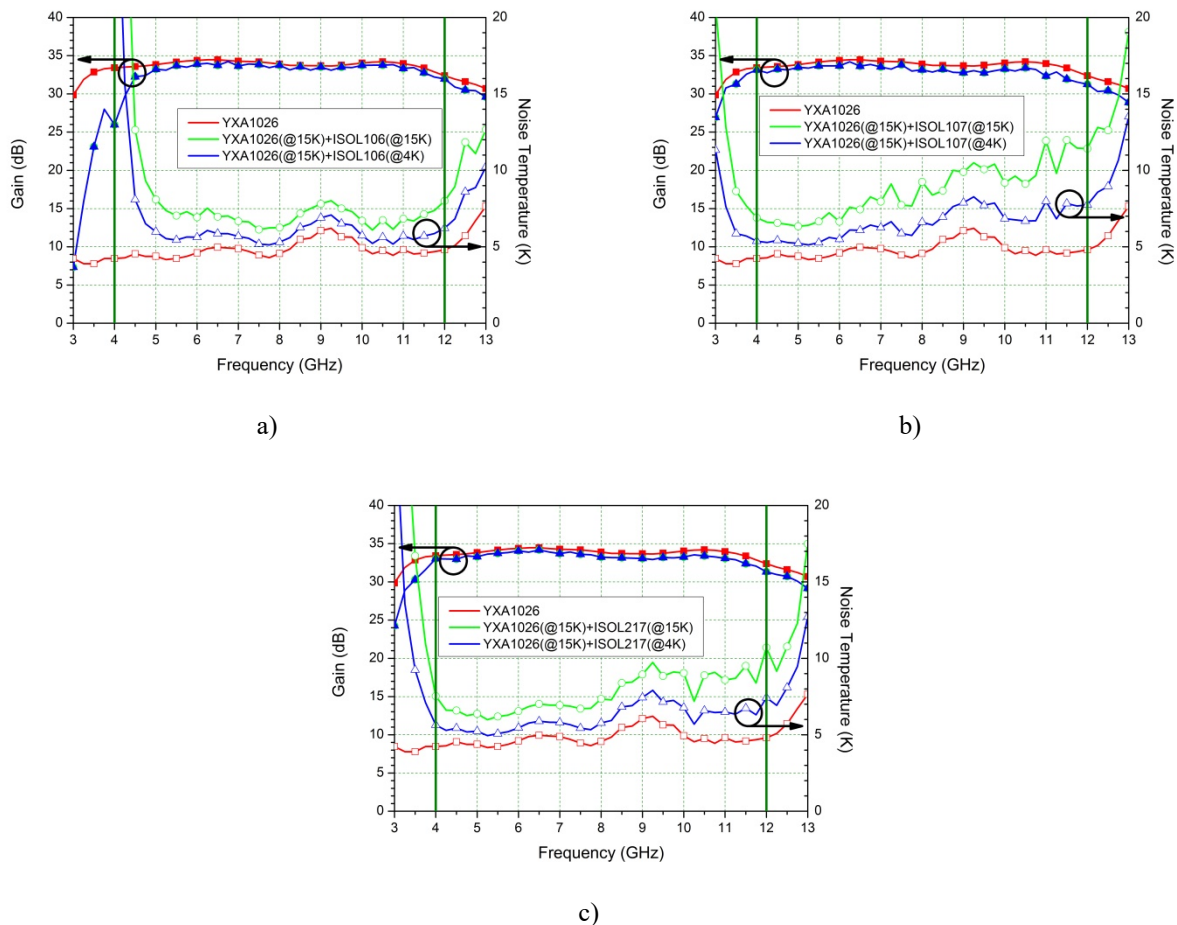 40
35
30
25
20
15
10
5
0
Gain (dB)
20
15
10
5
0
Noise Temperature (K)
YXA1026
YXA1026(@15K)+ISOL106(@15K)
YXA1026(@15K)+ISOL106(@4K)
3 4 5 6 7 8 9 10 11 12 13
Frequency (GHz)
a)
40
35
30
25
20
15
10
5
0
Gain (dB)
20
15
10
5
0
Noise Temperature (K)
YXA1026
YXA1026(@15K)+ISOL107(@15K)
YXA1026(@15K)+ISOL107(@4K)
3 4 5 6 7 8 9 10 11 12 13
Frequency (GHz)
b)
40
35
30
25
20
15
10
5
0
Gain (dB)
20
15
10
5
0
Noise Temperature (K)
YXA1026
YXA1026(@15K)+ISOL217(@15K)
YXA1026(@15K)+ISOL217(@4K)
3 4 5 6 7 8 9 10 11 12 13
Frequency (GHz)
c)